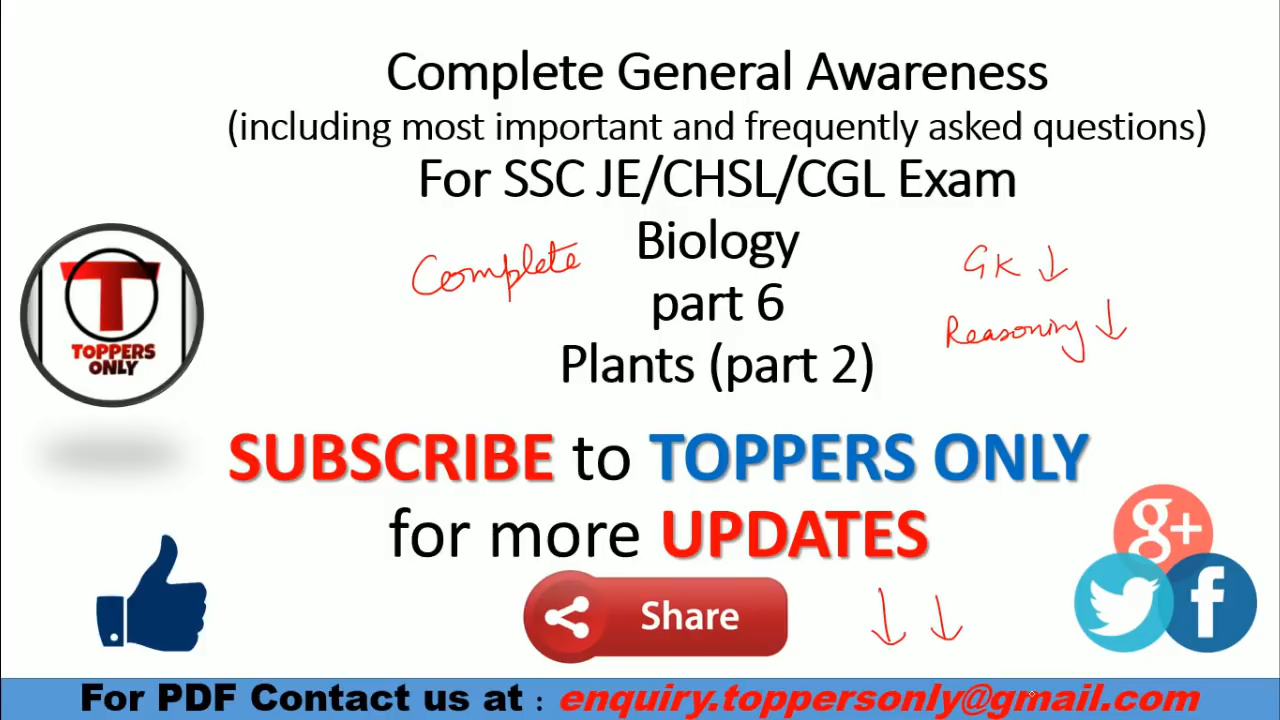 Complete General Awareness
(including most important and frequently asked questions)
For SSC JE/CHSL/CGL Exam
Biology
Complete
GK ↓
part 6
Reasoning ↓
Plants (part 2)
T
TOPPERS
ONLY
SUBSCRIBE to TOPPERS ONLY
for more UPDATES
g+
f
Share
↓ ↓
For PDF Contact us at : enquiry.toppersonly@gmail.com